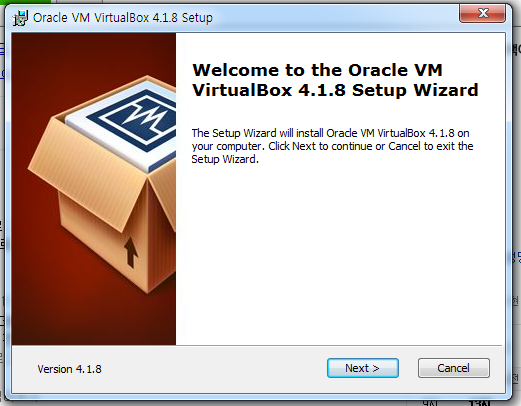 Oracle VM VirtualBox 4.1.8 Setup
Welcome to the Oracle VM
VirtualBox 4.1.8 Setup Wizard
The Setup Wizard will install Oracle VM VirtualBox 4.1.8 on
your computer. Click Next to continue or Cancel to exit the
Setup Wizard.
Version 4.1.8
Next >
Cancel